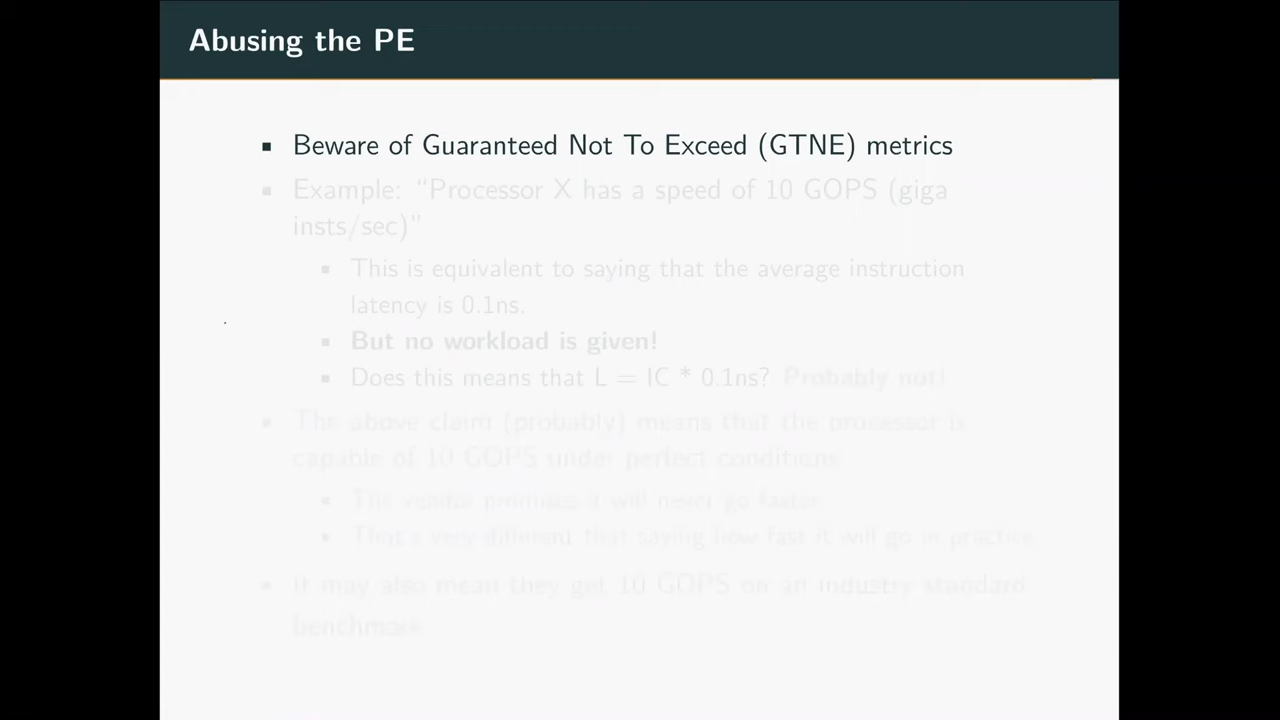 Abusing the PE
Beware of Guaranteed Not To Exceed (GTNE) metrics
Example: “Processor X has a speed of 10 GOPS (giga
insts/sec)”
This is equivalent to saying that the average instruction
latency is 0.1ns.
But no workload is given!
Does this means that L = IC * 0.1ns? Probably not!
The above claim (probably) means that the processor is
capable of 10 GOPS under perfect conditions
The vendor promises it will never go faster
That's very different that saying how fast it will go in practice
It may also mean they get 10 GOPS on an industry standard
benchmark